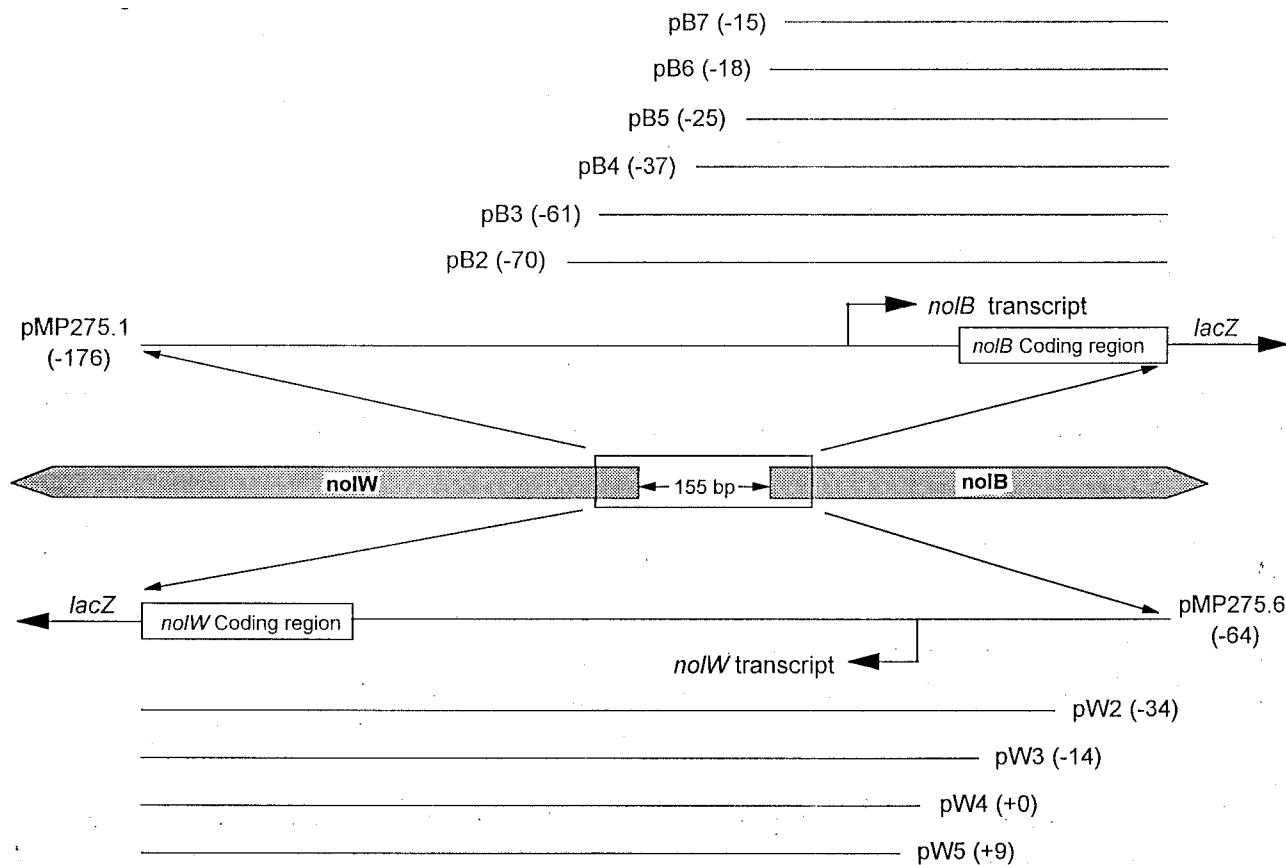 pB7 (-15)
pB6 (-18)
pB5 (-25)
pB4 (-37)
pB3 (-61)
pB2 (-70)
nolB transcript
pMP275.1
(-176)
nolB Coding region
lacZ
nolW
155 bp
nolB
lacZ
nolW Coding region
pMP275.6
(-64)
nolW transcript
pW2 (-34)
pW3 (-14)
pW4 (+0)
pW5 (+9)